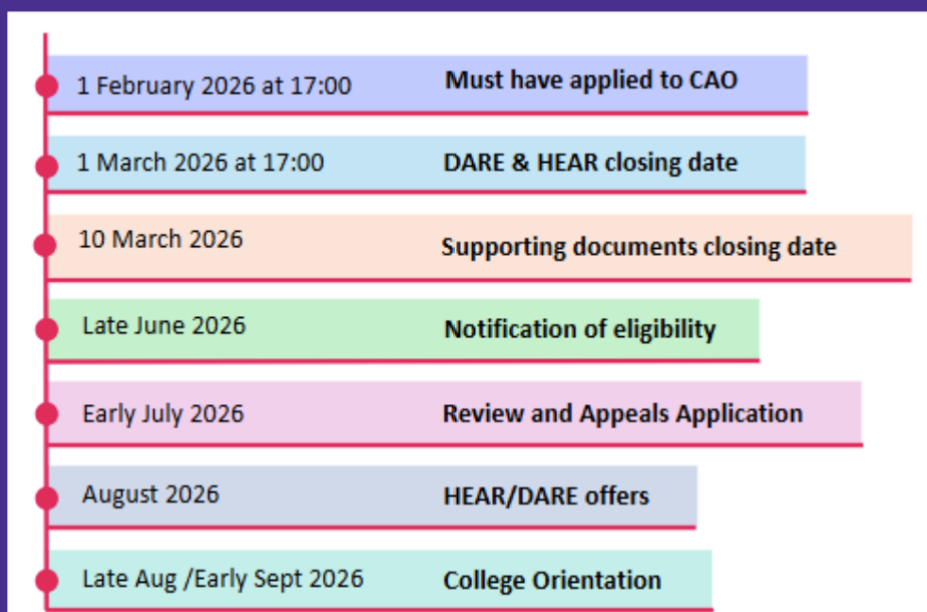 1 February 2026 at 17:00 Must have applied to CAO
1 March 2026 at 17:00 DARE & HEAR closing date
10 March 2026 Supporting documents closing date
Late June 2026 Notification of eligibility
Early July 2026 Review and Appeals Application
August 2026 HEAR/DARE offers
Late Aug /Early Sept 2026 College Orientation